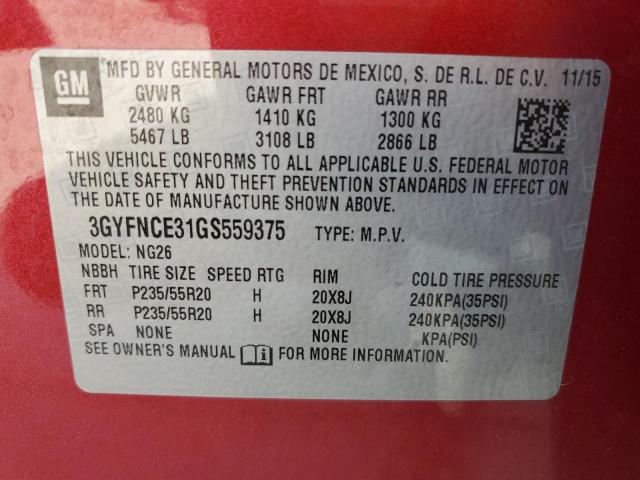 GM
MFD BY GENERAL MOTORS DE MEXICO, S. DE R.L. DE C.V. 11/15
GVWR GAWR FRT GAWR RR
2480 KG 1410 KG 1300 KG
5467 LB 3108 LB 2866 LB
THIS VEHICLE CONFORMS TO ALL APPLICABLE U.S. FEDERAL MOTOR
VEHICLE SAFETY AND THEFT PREVENTION STANDARDS IN EFFECT ON
THE DATE OF MANUFACTURE SHOWN ABOVE.
3GYFNCE31GS559375 TYPE: M.P.V.
MODEL: NG26
NBBH TIRE SIZE SPEED RTG RIM COLD TIRE PRESSURE
FRT P235/55R20 H 20X8J 240KPA(35PSI)
RR P235/55R20 H 20X8J 240KPA(35PSI)
SPA NONE NONE KPA(PSI)
SEE OWNER'S MANUAL FOR MORE INFORMATION.